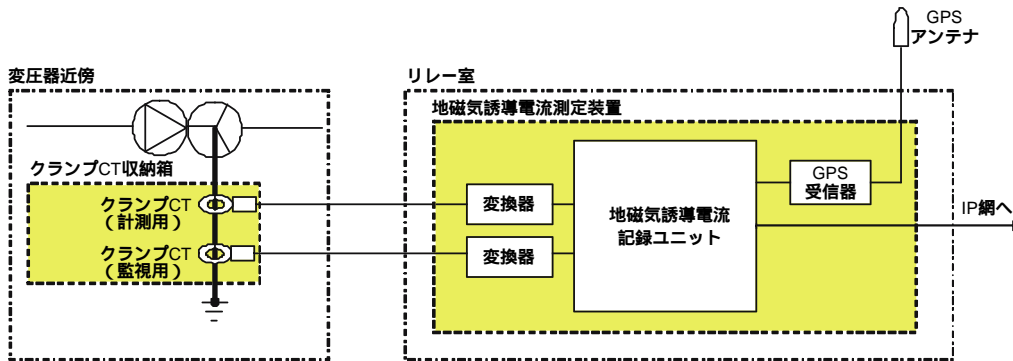 GPS
アンテナ
変圧器近傍
リレー室
地磁気誘導電流測定装置
クランプCT収納箱
クランプCT
（計測用）
クランプCT
（監視用）
変換器
変換器
地磁気誘導電流
記録ユニット
GPS
受信器
IP網へ